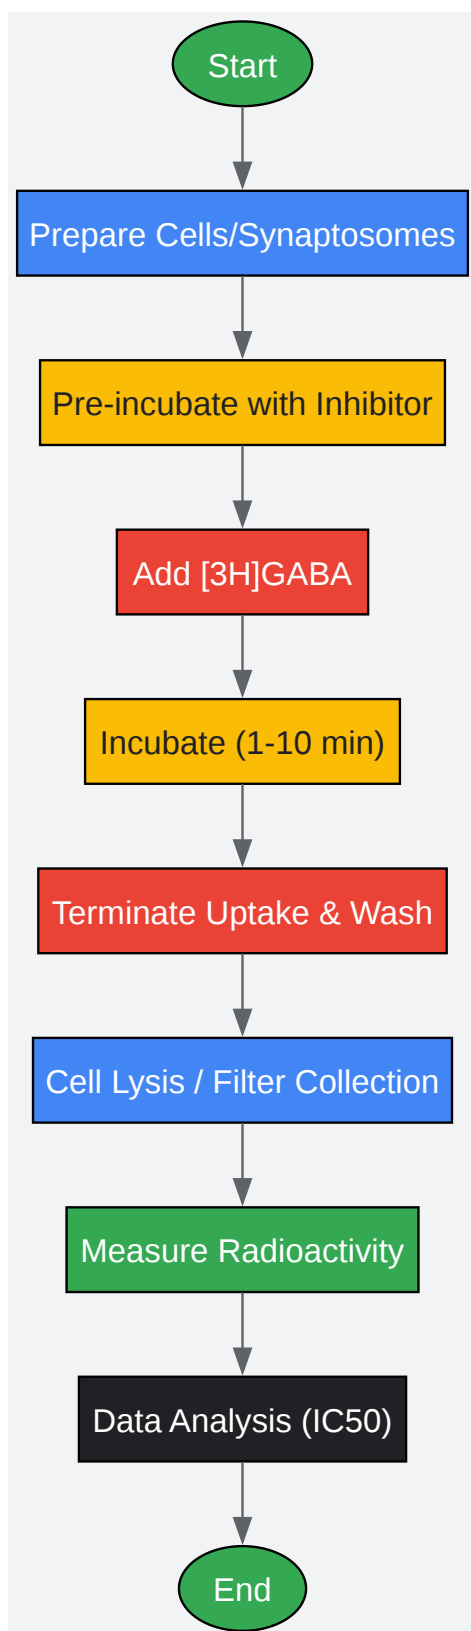 Start
Prepare Cells/Synaptosomes
Pre-incubate with Inhibitor
Add [3H]GABA
Incubate (1-10 min)
Terminate Uptake & Wash
Cell Lysis / Filter Collection
Measure Radioactivity
Data Analysis (IC50)
End